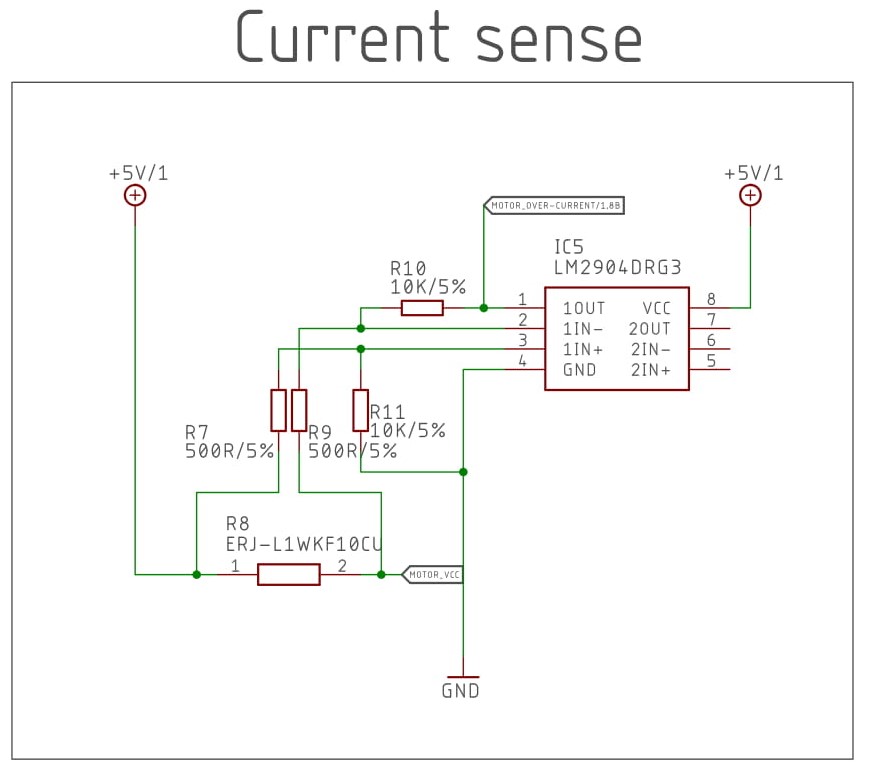 Current sense
+5V/1
+5V/1
MOTOR_OVER-CURRENT/1.8B
IC5
LM2904DRG3
R10
10K/5%
1
1OUT
VCC
8
2
1IN-
2OUT
7
3
1IN+
2IN-
6
4
GND
2IN+
5
R11
10K/5%
R7
500R/5%
R9
500R/5%
R8
ERJ-L1WKF10CU
1
2
MOTOR_VCC
GND